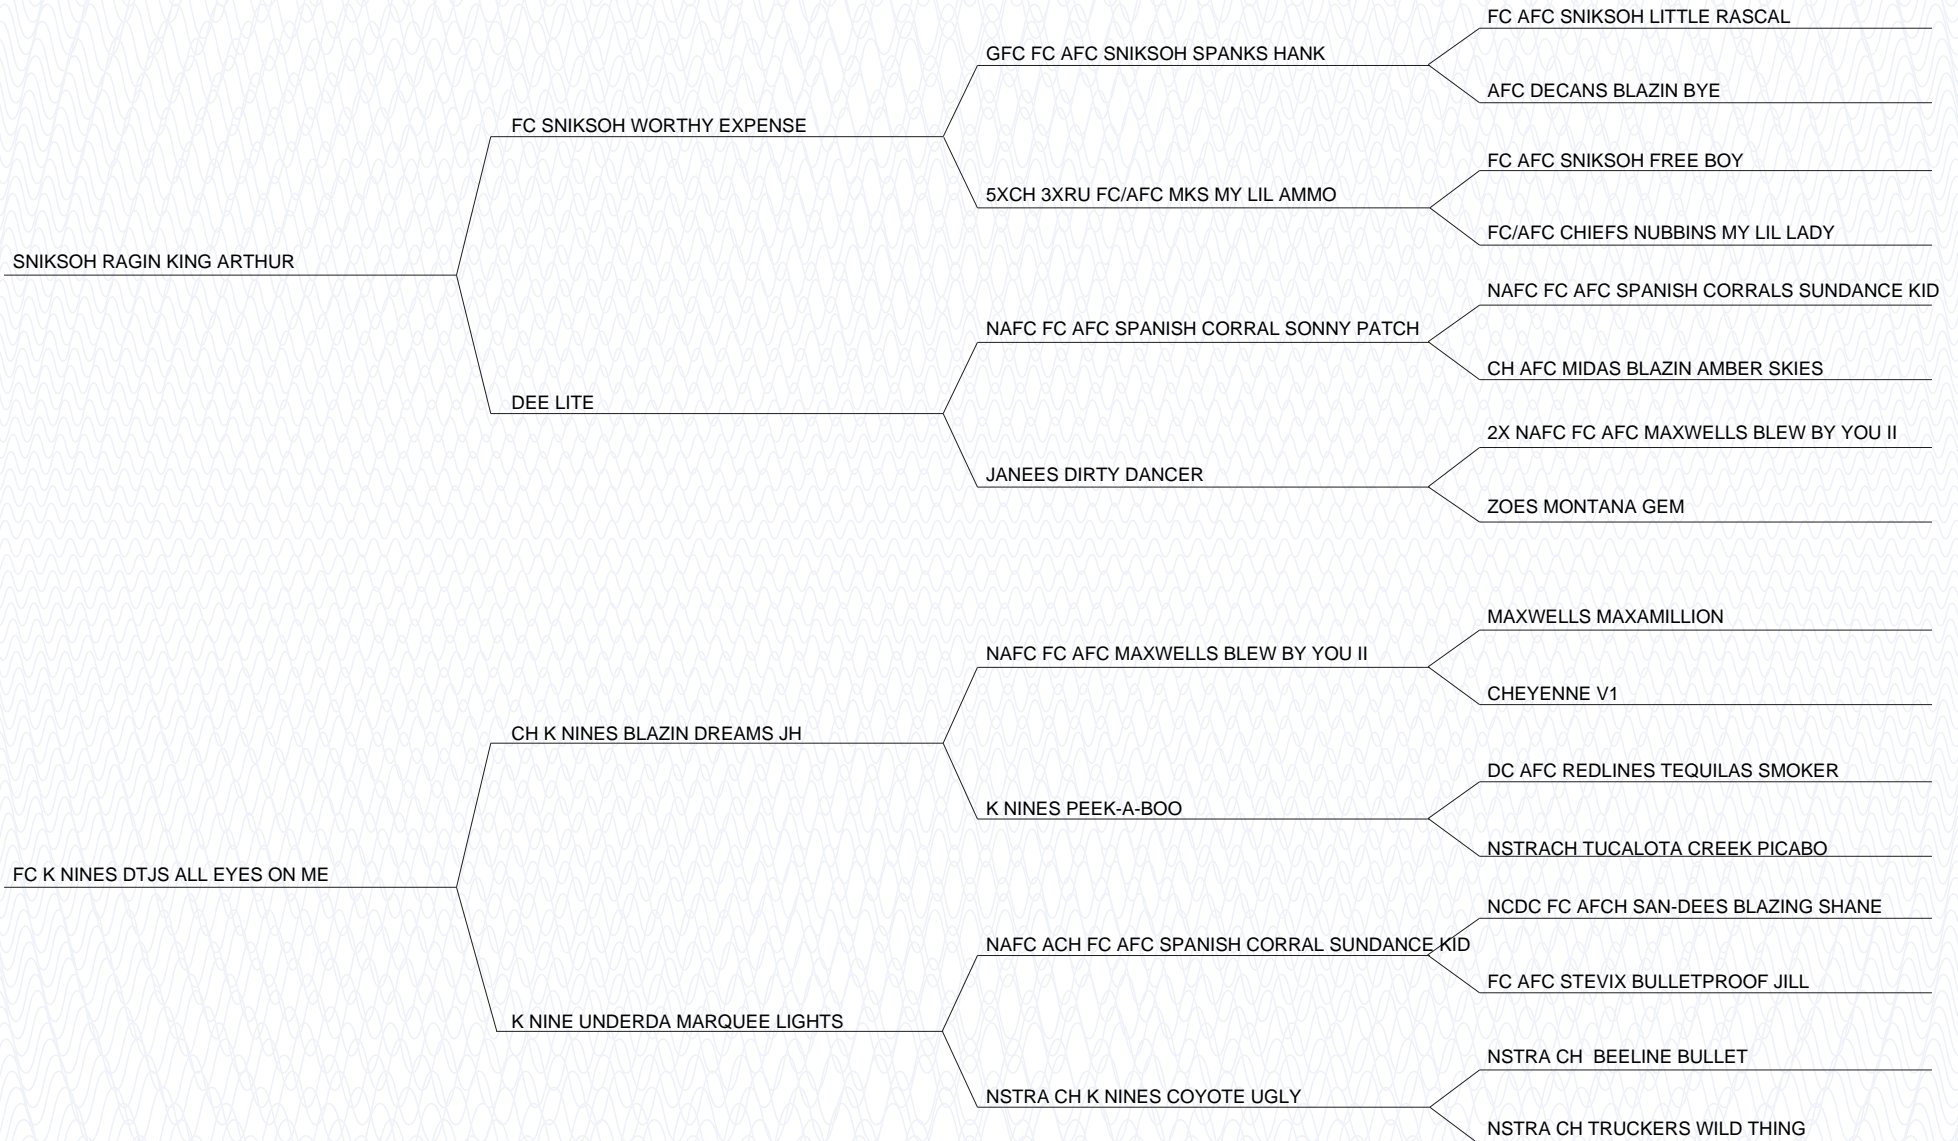 FC AFC SNIKSOH LITTLE RASCAL
GFC FC AFC SNIKSOH SPANKS HANK
AFC DECANS BLAZIN BYE
FC SNIKSOH WORTHY EXPENSE
FC AFC SNIKSOH FREE BOY
5XCH 3XRU FC/AFC MKS MY LIL AMMO
FC/AFC CHIEFS NUBBINS MY LIL LADY
SNIKSOH RAGIN KING ARTHUR
NAFC FC AFC SPANISH CORRALS SUNDANCE KID
NAFC FC AFC SPANISH CORRAL SONNY PATCH
CH AFC MIDAS BLAZIN AMBER SKIES
DEE LITE
2X NAFC FC AFC MAXWELLS BLEW BY YOU II
JANEES DIRTY DANCER
ZOES MONTANA GEM
MAXWELLS MAXAMILLION
NAFC FC AFC MAXWELLS BLEW BY YOU II
CHEYENNE V1
CH K NINES BLAZIN DREAMS JH
DC AFC REDLINES TEQUILAS SMOKER
K NINES PEEK-A-BOO
NSTRACH TUCALOTA CREEK PICABO
FC K NINES DTJS ALL EYES ON ME
NCDC FC AFCH SAN-DEES BLAZING SHANE
NAFC ACH FC AFC SPANISH CORRAL SUNDANCE KID
FC AFC STEVIX BULLETPROOF JILL
K NINE UNDERDA MARQUEE LIGHTS
NSTRA CH  BEELINE BULLET
NSTRA CH K NINES COYOTE UGLY
NSTRA CH TRUCKERS WILD THING